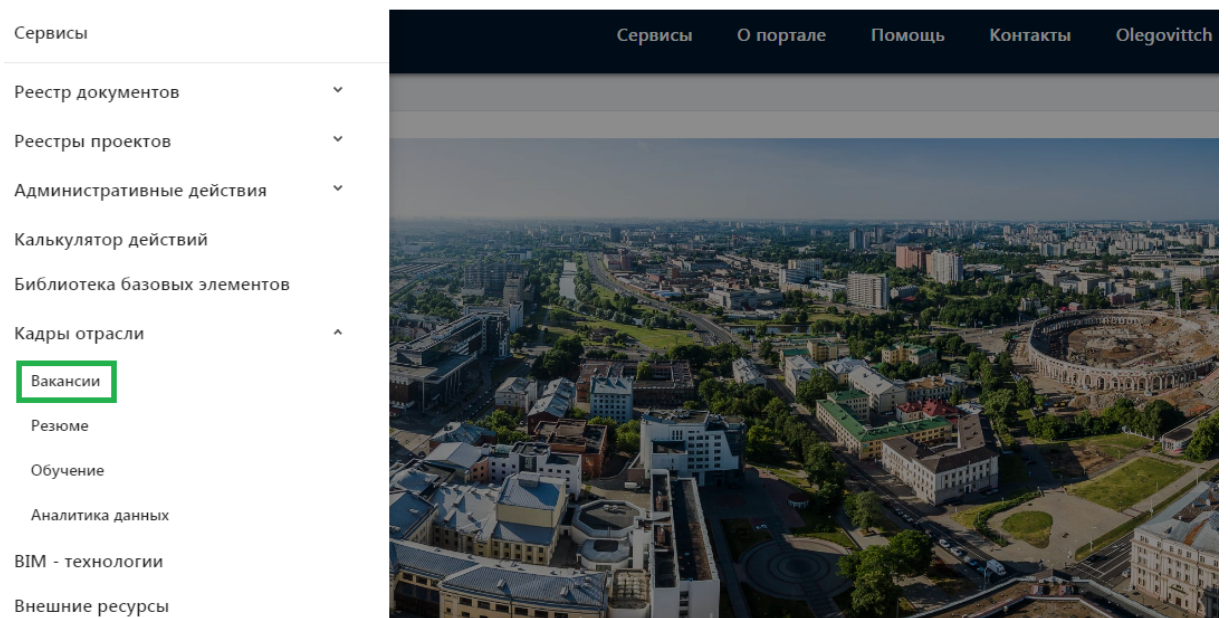 Сервисы
Сервисы О портале Помощь Контакты Olegovittch
Реестр документов
Реестры проектов
Административные действия
Калькулятор действий
Библиотека базовых элементов
Кадры отрасли
Вакансии
Резюме
Обучение
Аналитика данных
BIM - технологии
Внешние ресурсы